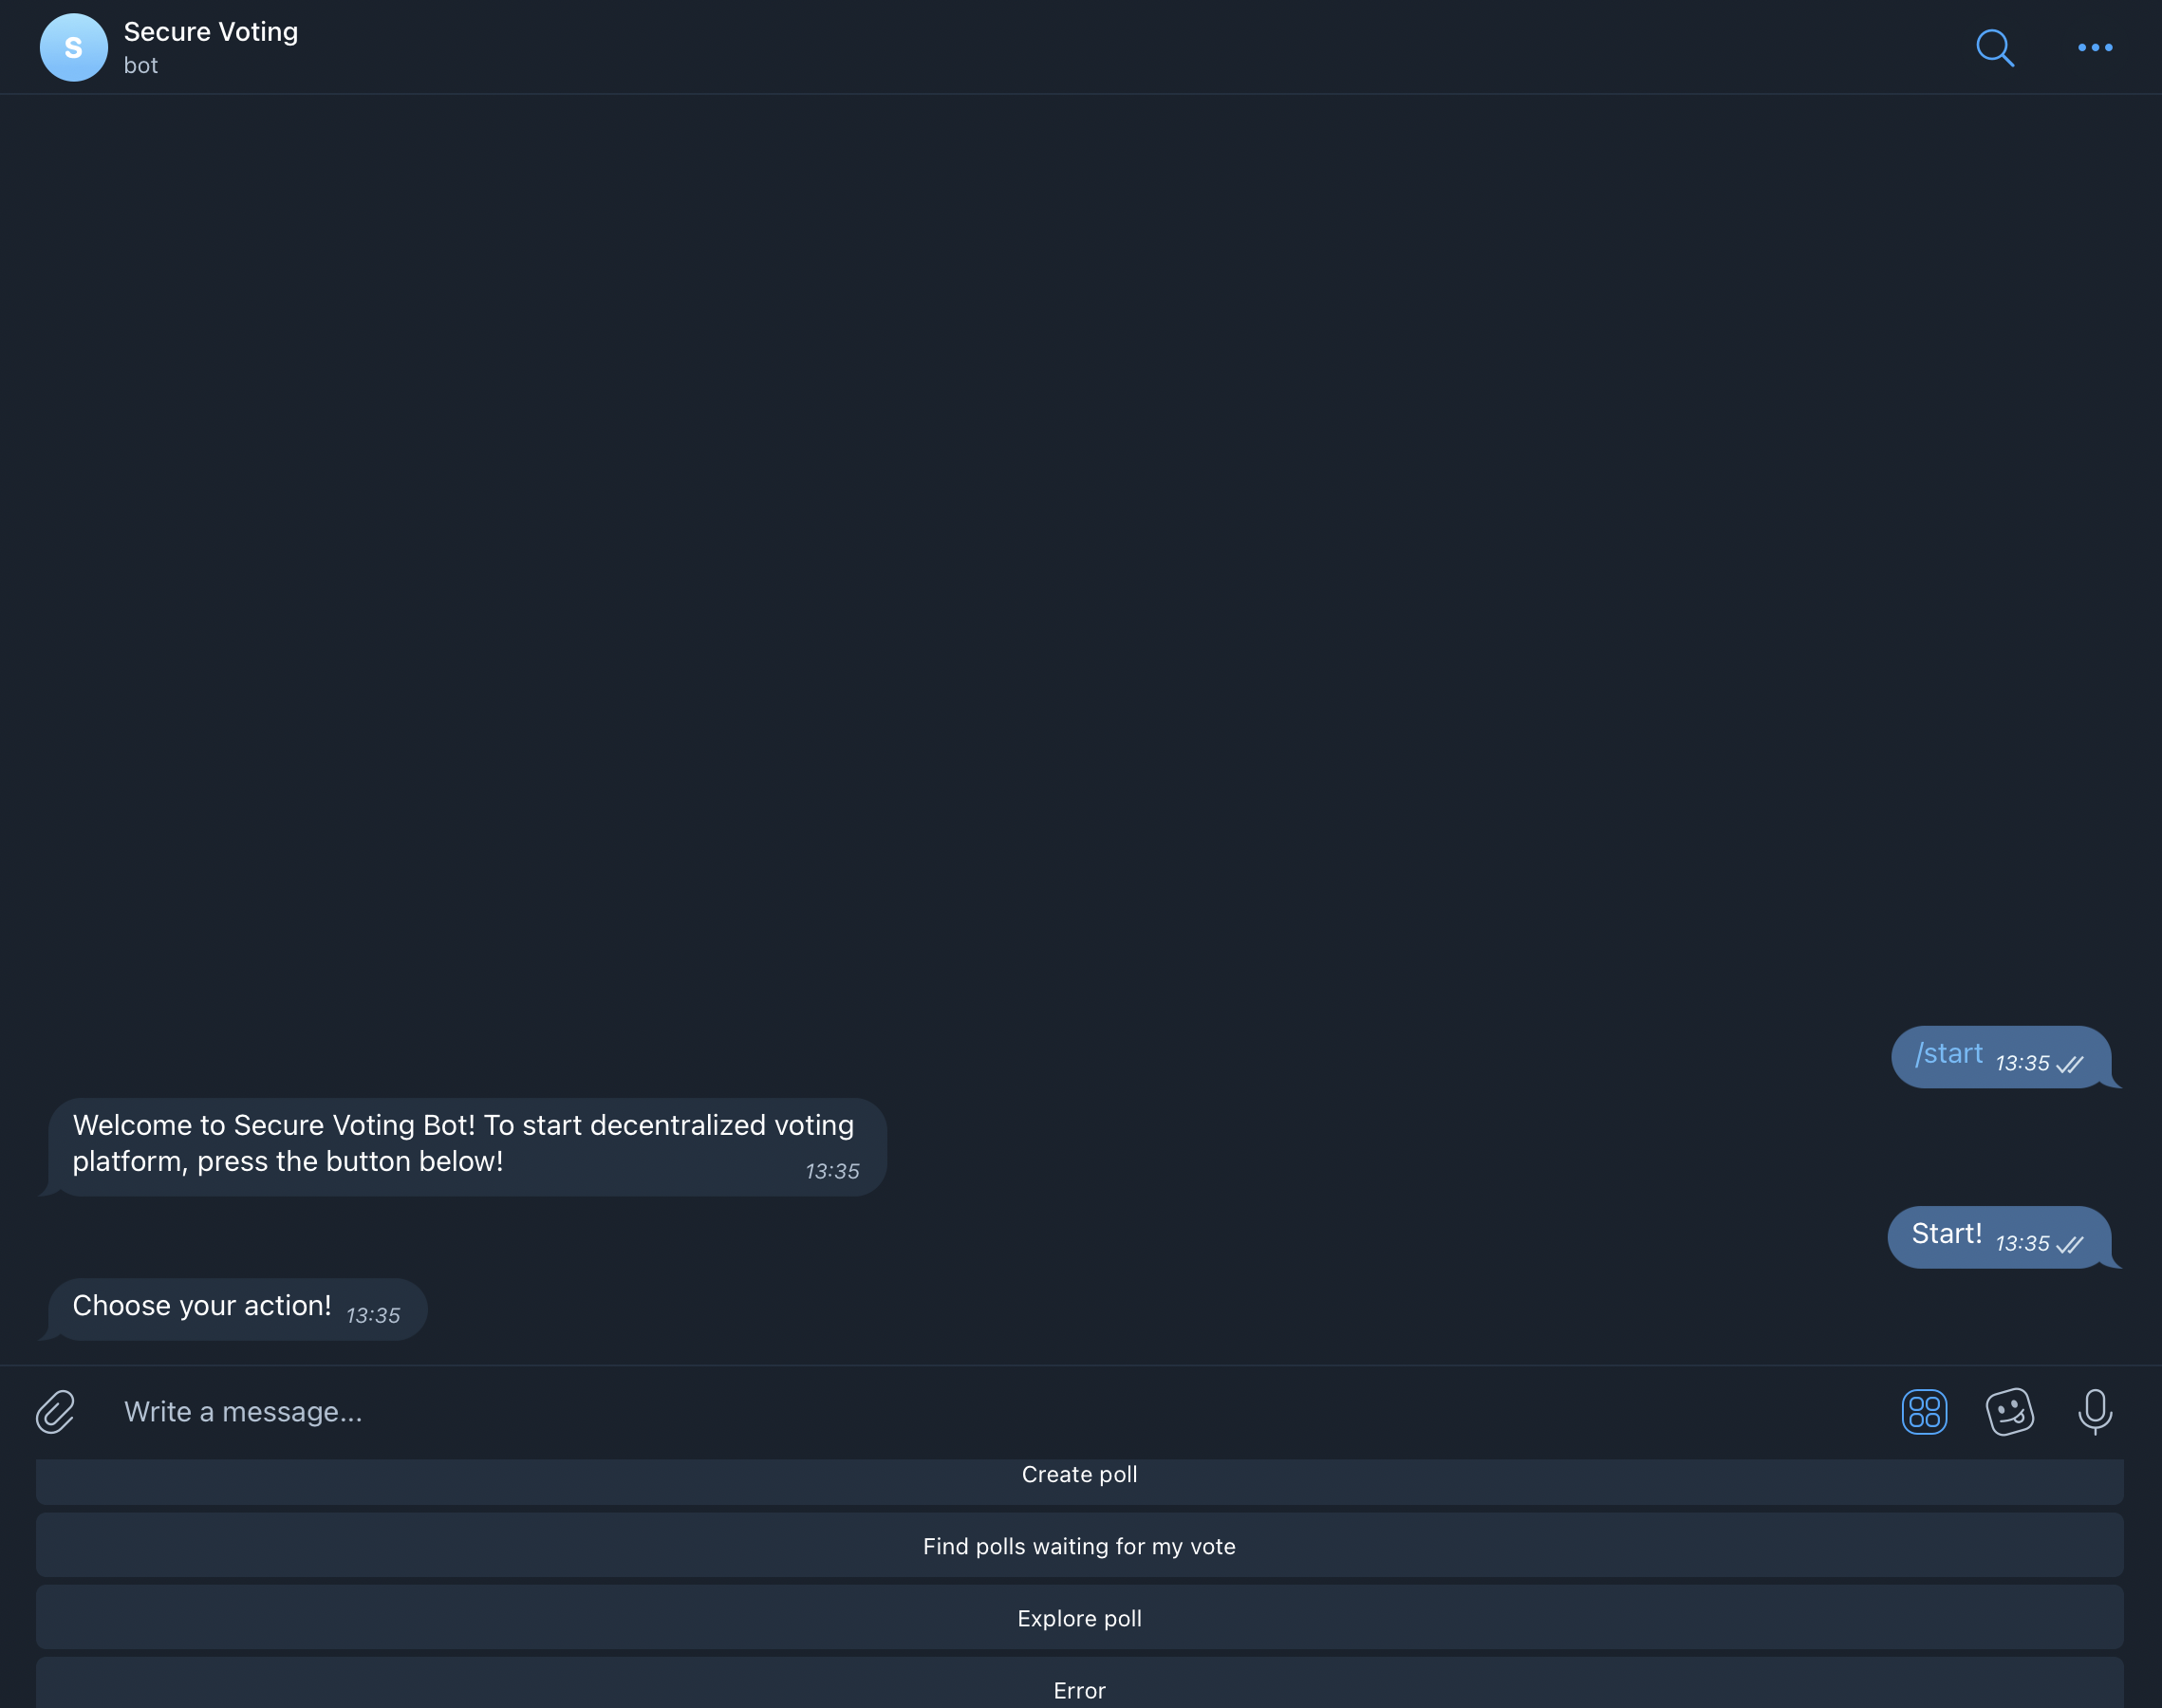 S
Secure Voting
bot
/start 13:35
Welcome to Secure Voting Bot! To start decentralized voting
platform, press the button below!
13:35
Start! 13:35
Choose your action! 13:35
Write a message...
Create poll
Find polls waiting for my vote
Explore poll
Error